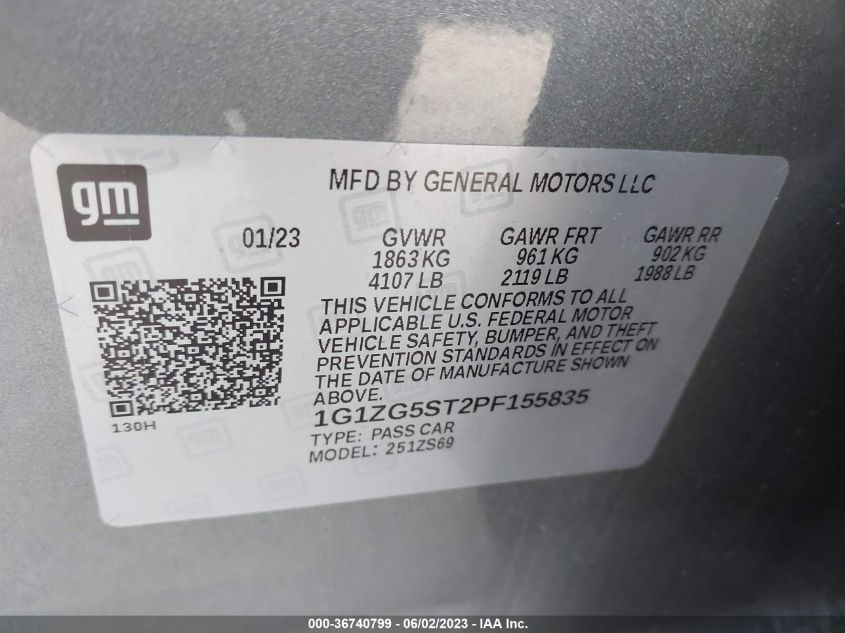 gm
MFD BY GENERAL MOTORS LLC
01/23 GVWR GAWR FRT GAWR RR
1863 KG 961 KG 902 KG
4107 LB 2119 LB 1988 LB
THIS VEHICLE CONFORMS TO ALL
APPLICABLE U.S. FEDERAL MOTOR
VEHICLE SAFETY, BUMPER, AND THEFT
PREVENTION STANDARDS IN EFFECT ON
THE DATE OF MANUFACTURE SHOWN
ABOVE.
130H
1G1ZG5ST2PF155835
TYPE: PASS CAR
MODEL: 251ZS69
000-36740799 - 06/02/2023 - IAA Inc.